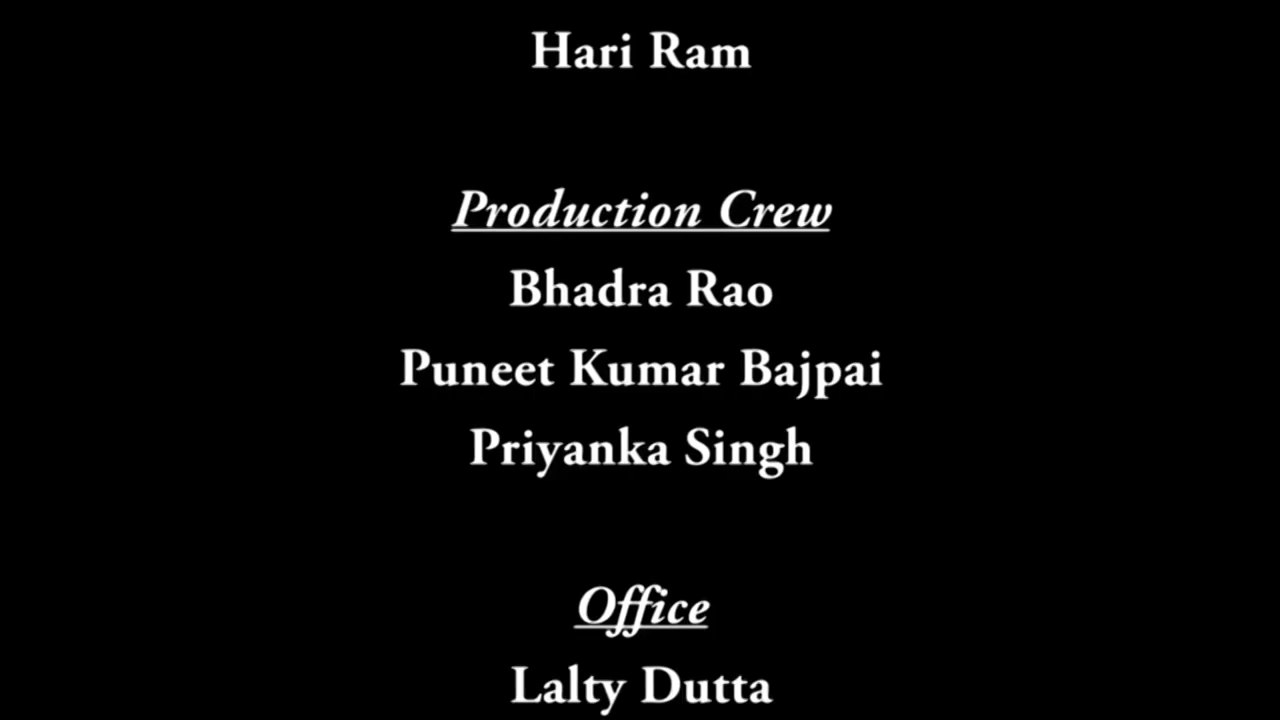 Hari Ram
Production Crew
Bhadra Rao
Puneet Kumar Bajpai
Priyanka Singh
Office
Lalty Dutta